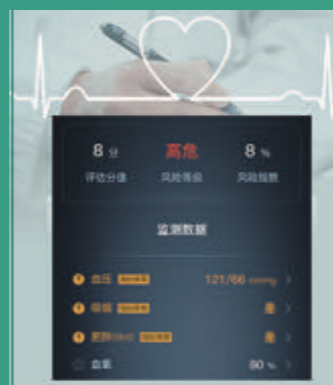 8 分 高危 8 %
评估分值 风险等级 风险指数
监测数据
血压 121/66 mmHg
吸烟 是
肥胖(BMI) 是
血氧 80 %